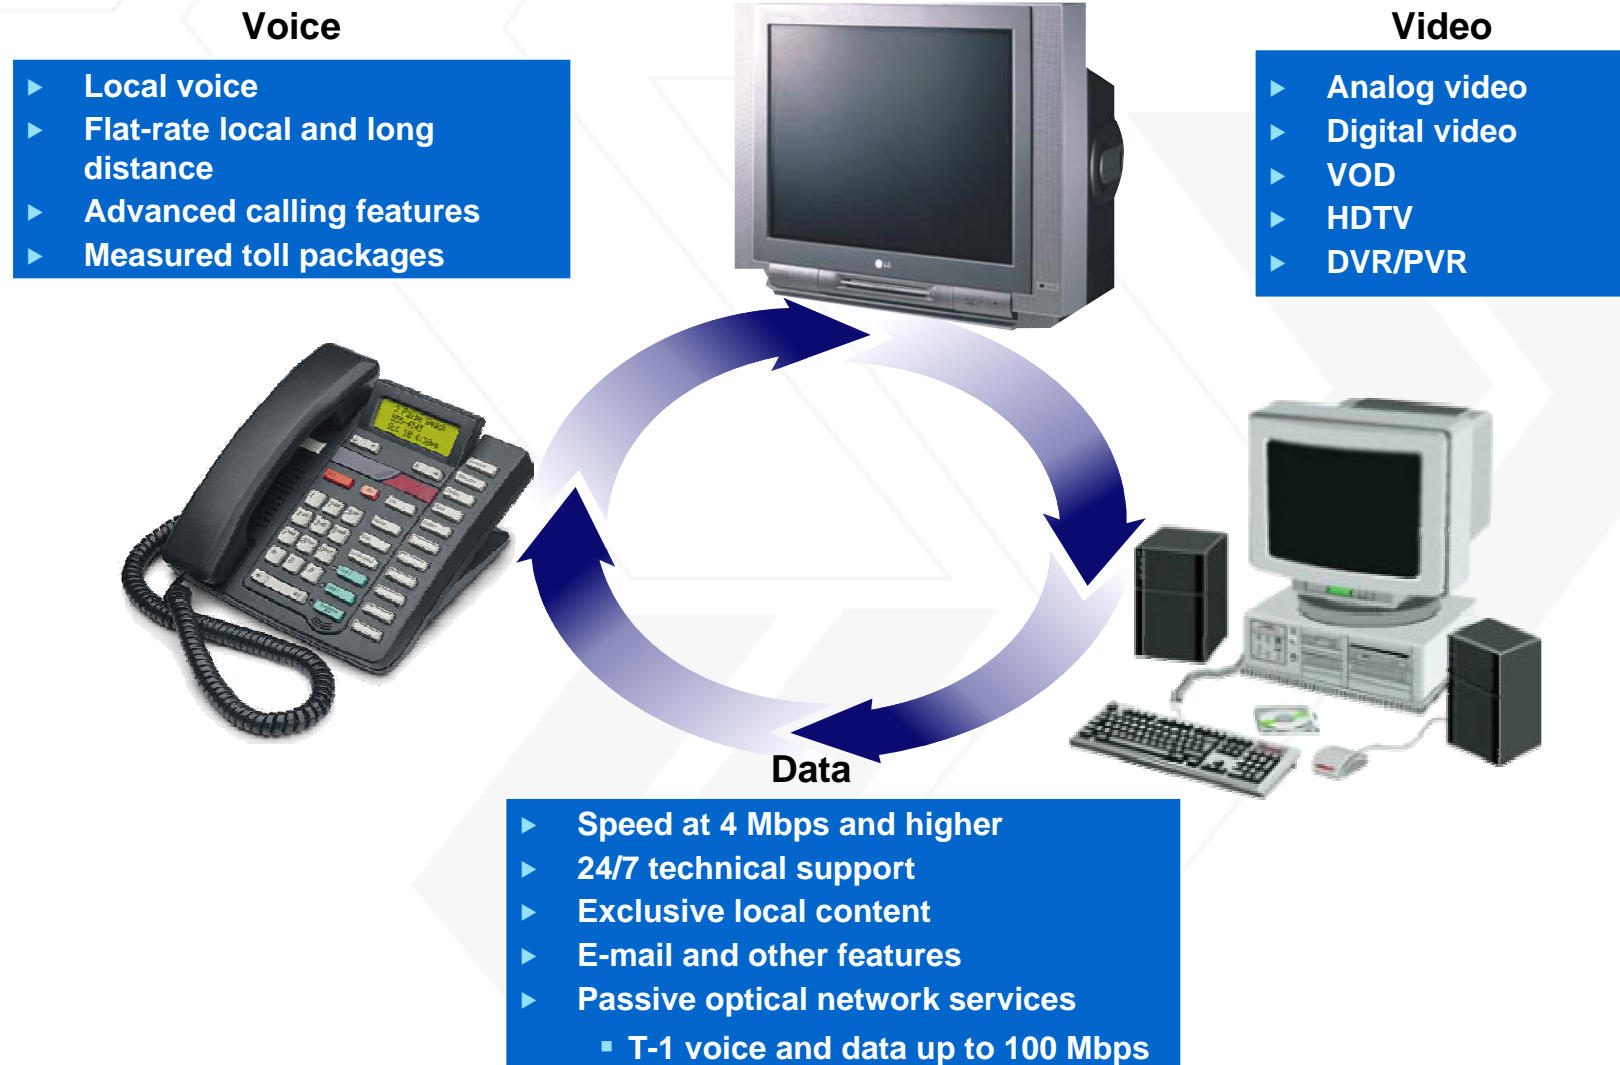 Voice
Local voice
Flat-rate local and long
distance
Advanced calling features
Measured toll packages
Video
Analog video
Digital video
VOD
HDTV
DVR/PVR
LG
Data
Speed at 4 Mbps and higher
24/7 technical support
Exclusive local content
E-mail and other features
Passive optical network services
T-1 voice and data up to 100 Mbps